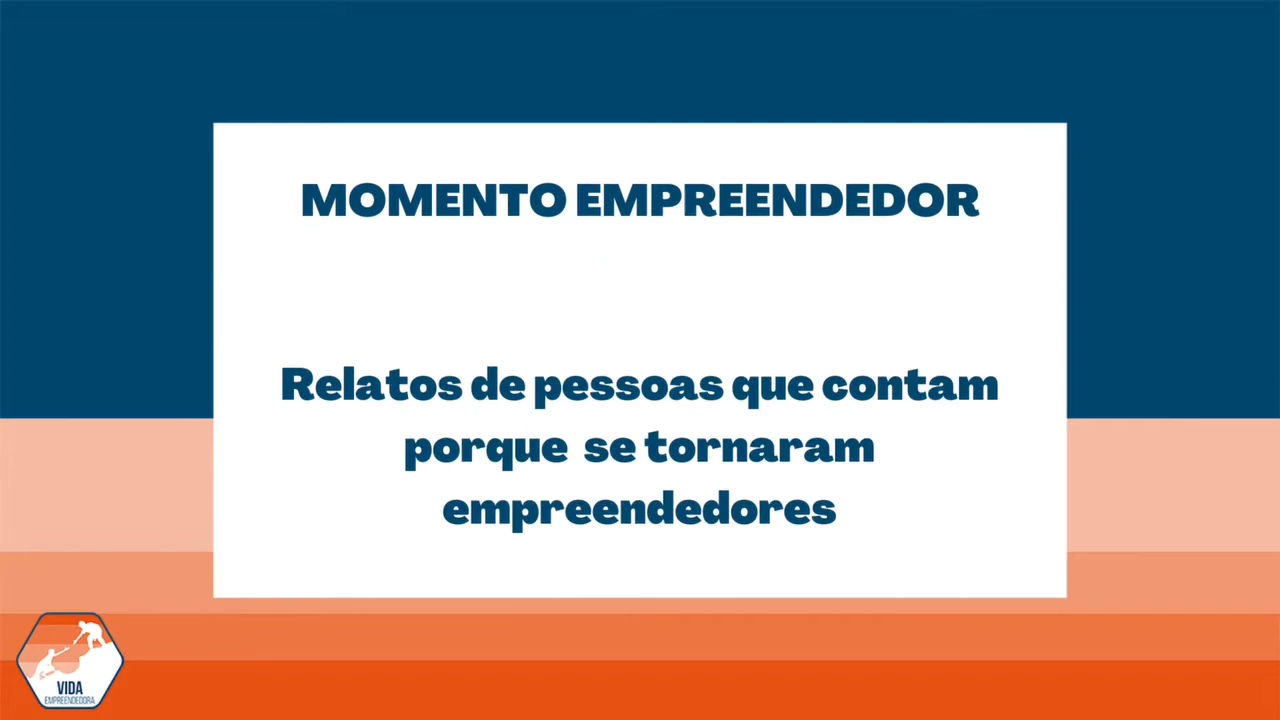 MOMENTO EMPREENDEDOR
Relatos de pessoas que contam
porque se tornaram
empreendedores
VIDA
EMPREENDEDORA